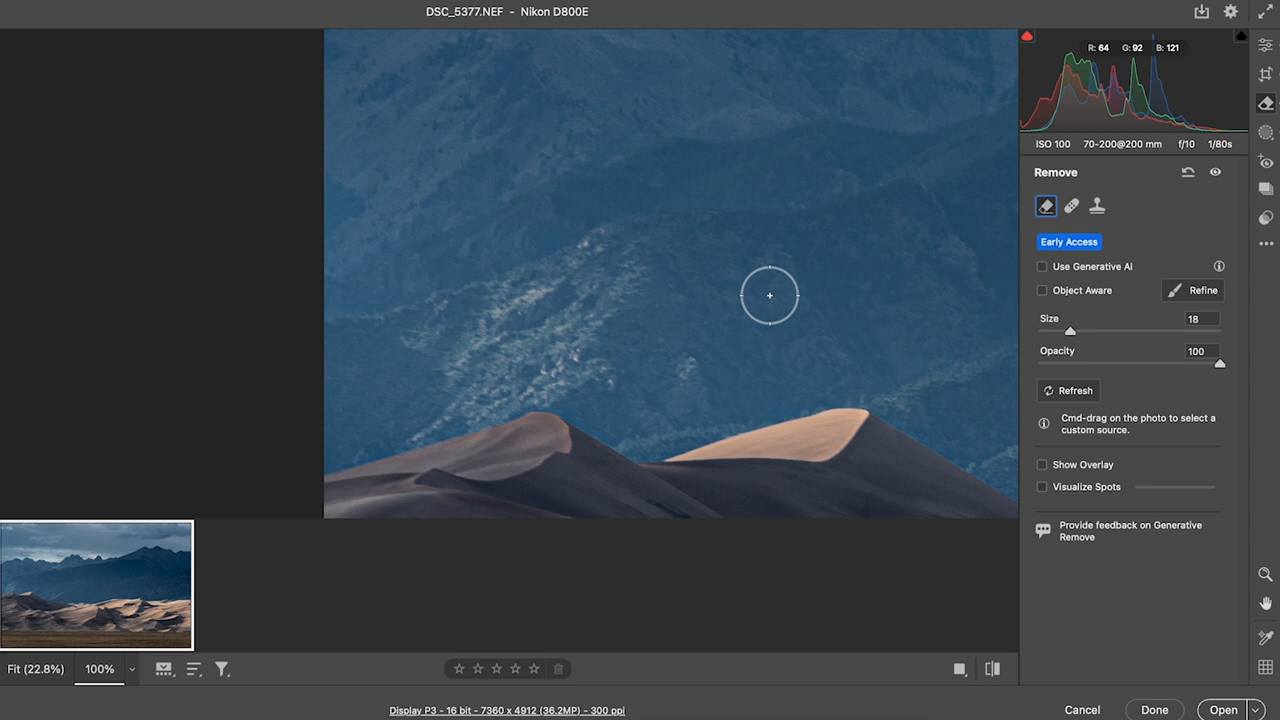 DSC_5377.NEF - Nikon D800E
R: 64 G: 92 B: 121
ISO 100 70-200@200 mm f/10 1/80s
Remove
Early Access
Use Generative AI
Object Aware
Refine
Size
18
Opacity
100
Refresh
Cmd-drag on the photo to select a
custom source.
Show Overlay
Visualize Spots
Provide feedback on Generative
Remove
Fit (22.8%) 100%
Display P3 - 16 bit - 7360 x 4912 (36.2MP) - 300 ppi
Cancel Done Open